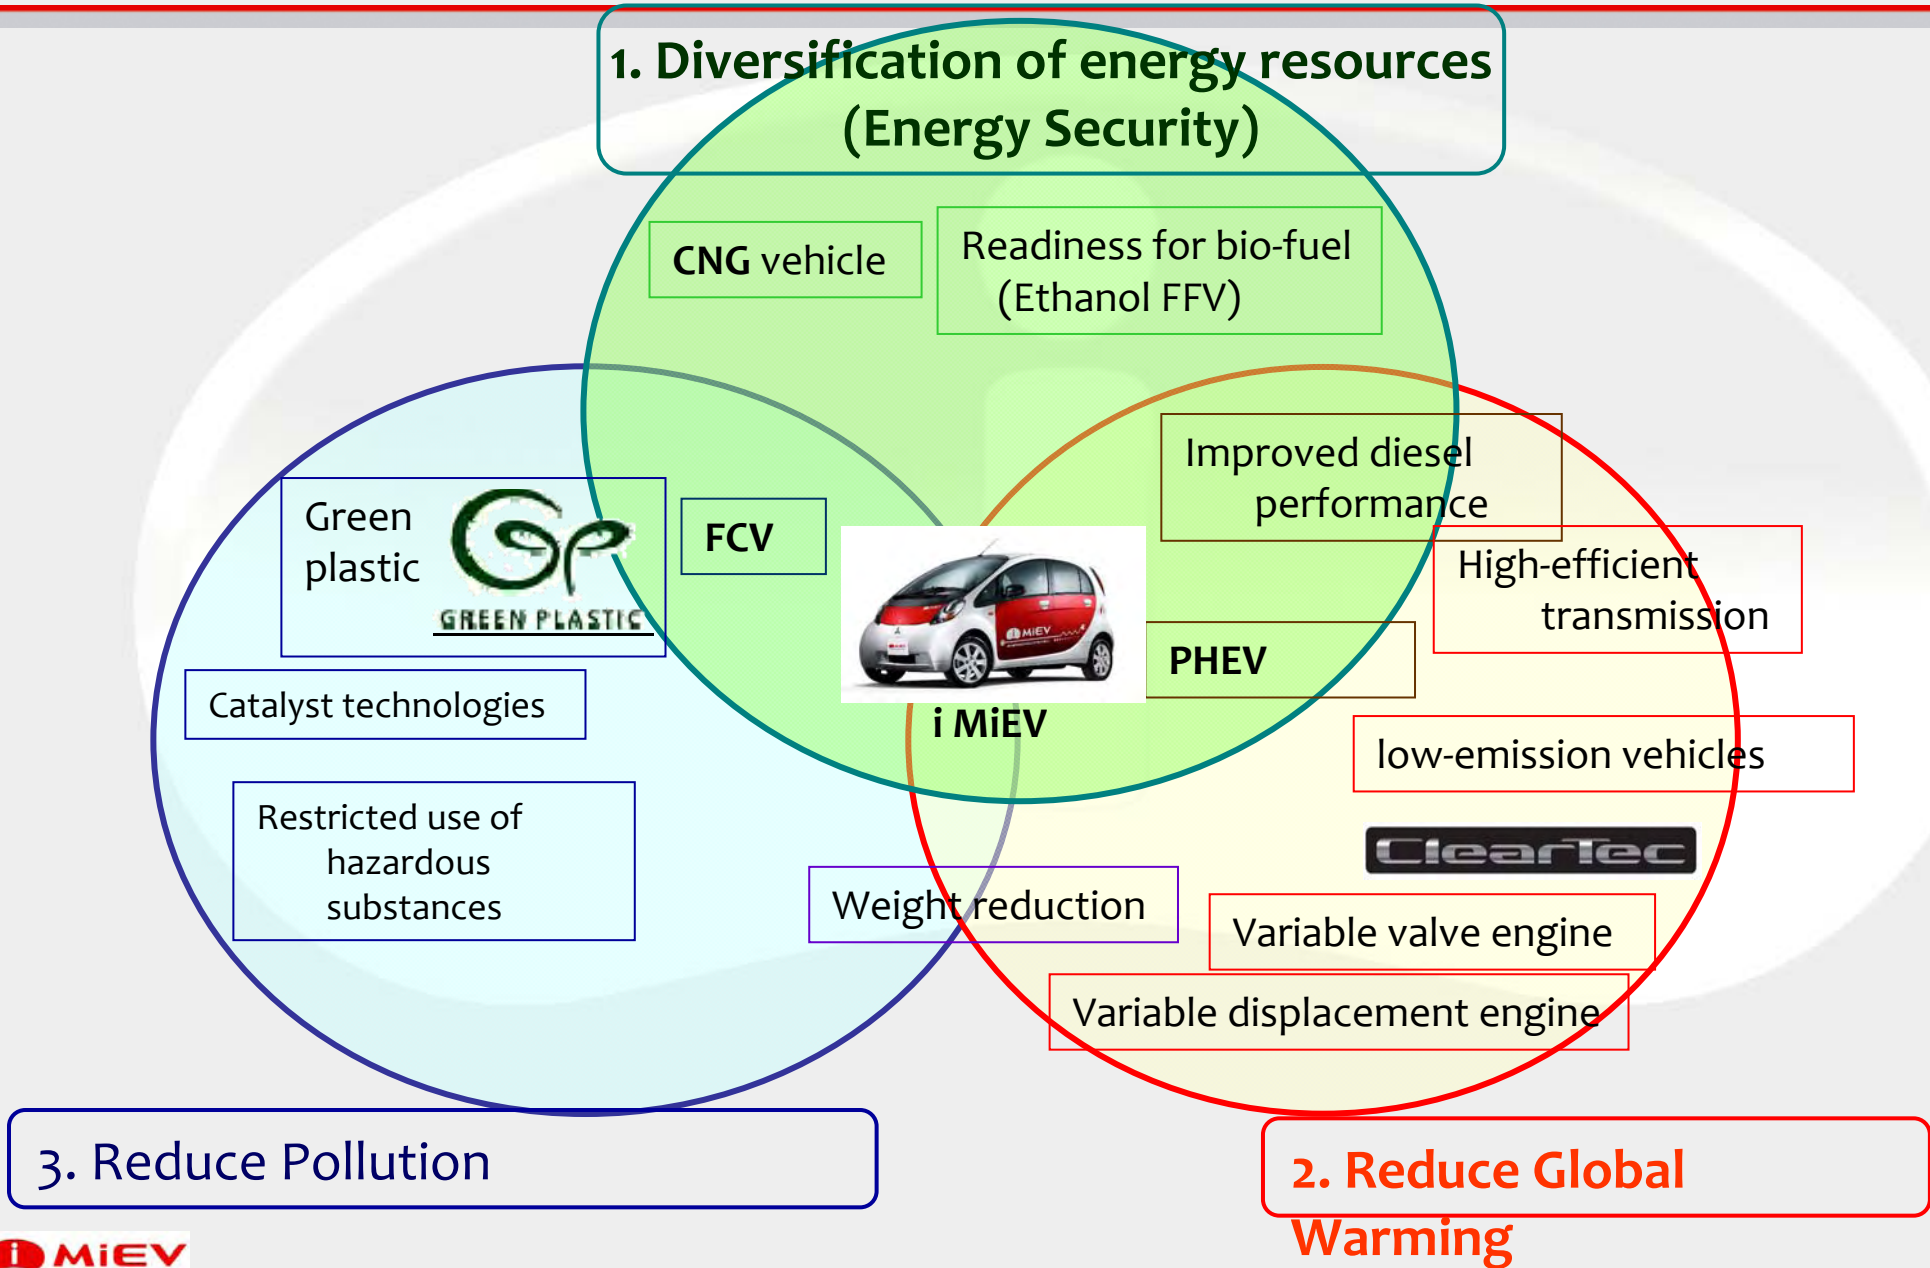 1. Diversification of energy resources
(Energy Security)
CNG vehicle
Readiness for bio-fuel
(Ethanol FFV)
Improved diesel
performance
Green
plastic
GP
GREEN PLASTIC
FCV
High-efficient
transmission
MiEV
PHEV
i MiEV
Catalyst technologies
low-emission vehicles
Restricted use of
hazardous
substances
ClearTec
Weight reduction
Variable valve engine
Variable displacement engine
3. Reduce Pollution
2. Reduce Global
Warming
i MiEV